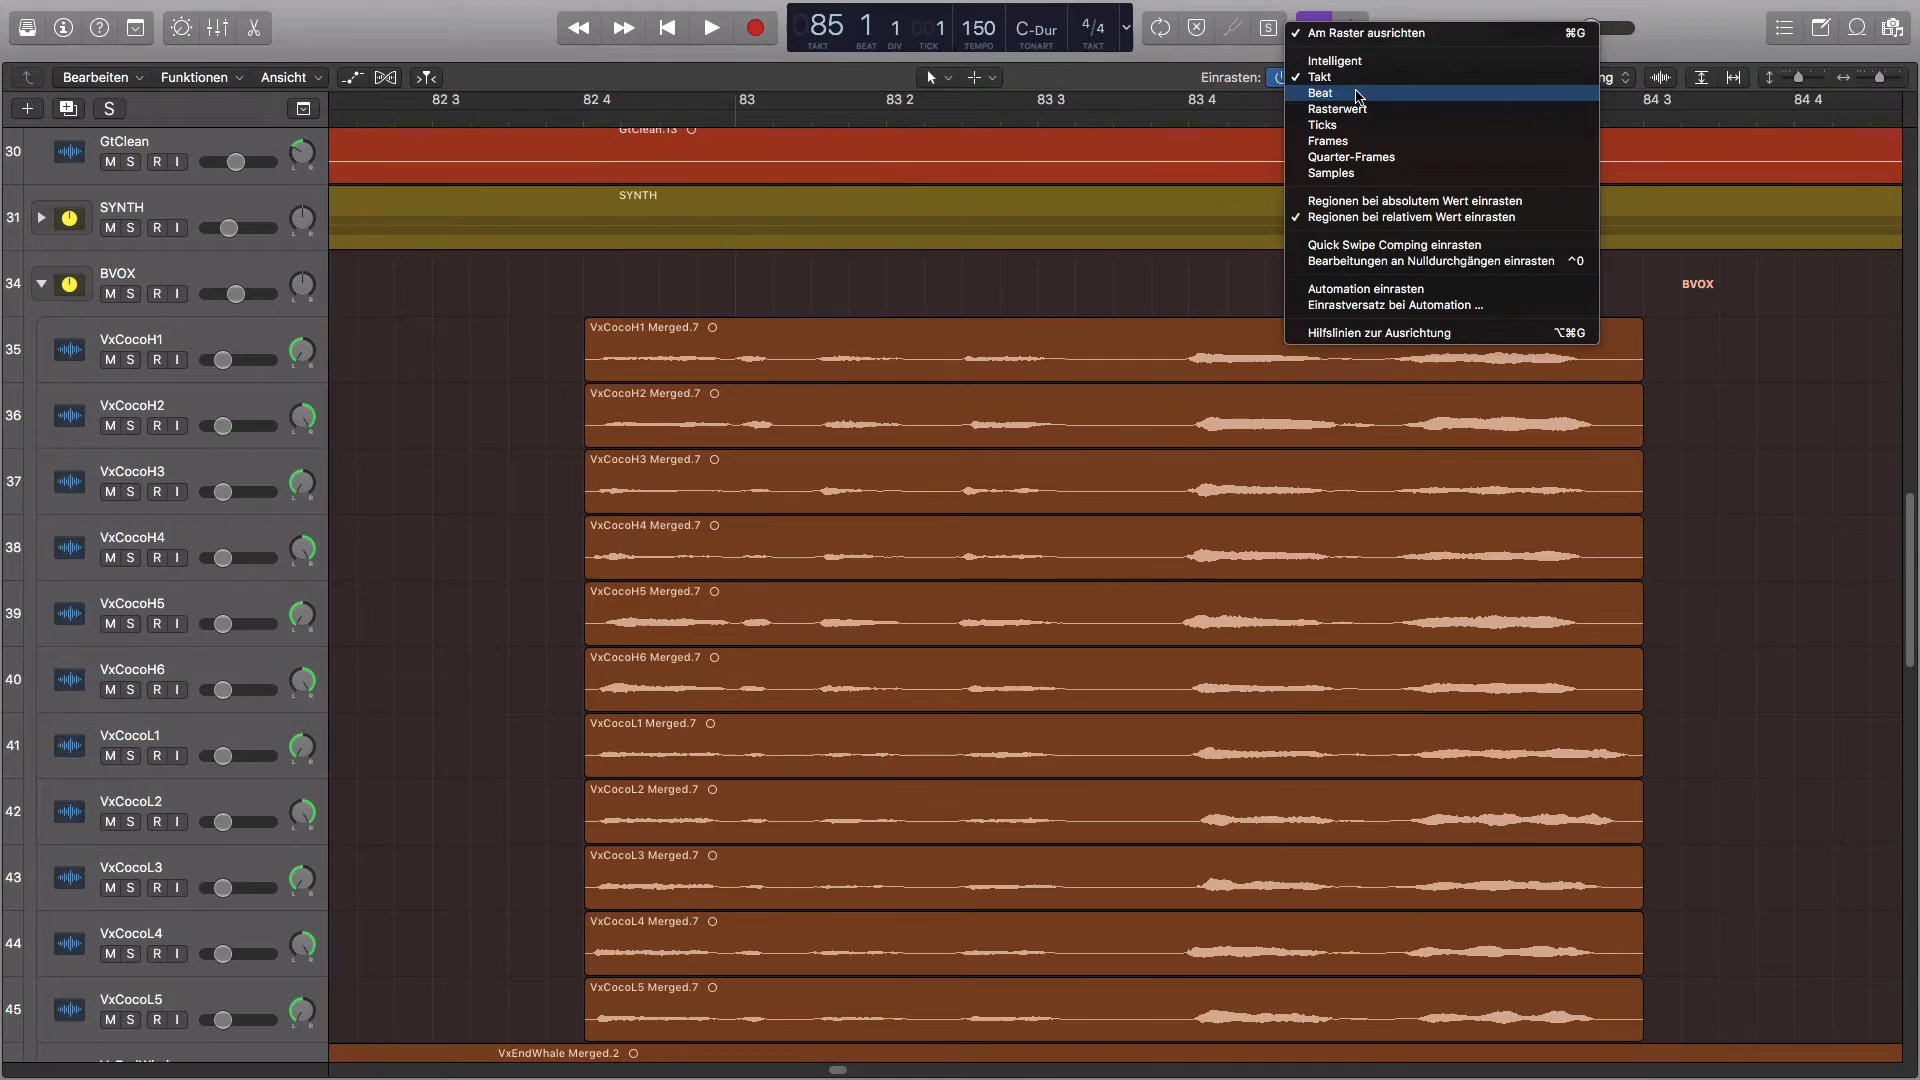 085 1 1 001 150 C-Dur 4/4
TAKT BEAT DIV TICK TEMPO TONART TAKT
S
Bearbeiten Funktionen Ansicht
Einrasten:
ng
S
82 3 82 4 83 83 2 83 3 83 4 84 3 84 4
Am Raster ausrichten ⌘G
Intelligent
Takt
Beat
Rasterwert
Ticks
Frames
Quarter-Frames
Samples
Regionen bei absolutem Wert einrasten
Regionen bei relativem Wert einrasten
Quick Swipe Comping einrasten
Bearbeitungen an Nulldurchgängen einrasten ^0
Automation einrasten
Einrastversatz bei Automation ...
Hilfslinien zur Ausrichtung ⌥⌘G
30 GtClean
M S R I
L R
GtClean.13
31 SYNTH
M S R I
L R
SYNTH
34 BVOX
M S R I
L R
BVOX
35 VxCocoH1
M S R I
L R
VxCocoH1 Merged.7
36 VxCocoH2
M S R I
L R
VxCocoH2 Merged.7
37 VxCocoH3
M S R I
L R
VxCocoH3 Merged.7
38 VxCocoH4
M S R I
L R
VxCocoH4 Merged.7
39 VxCocoH5
M S R I
L R
VxCocoH5 Merged.7
40 VxCocoH6
M S R I
L R
VxCocoH6 Merged.7
41 VxCocoL1
M S R I
L R
VxCocoL1 Merged.7
42 VxCocoL2
M S R I
L R
VxCocoL2 Merged.7
43 VxCocoL3
M S R I
L R
VxCocoL3 Merged.7
44 VxCocoL4
M S R I
L R
VxCocoL4 Merged.7
45 VxCocoL5
M S R I
L R
VxCocoL5 Merged.7
VxEndWhale Merged.2